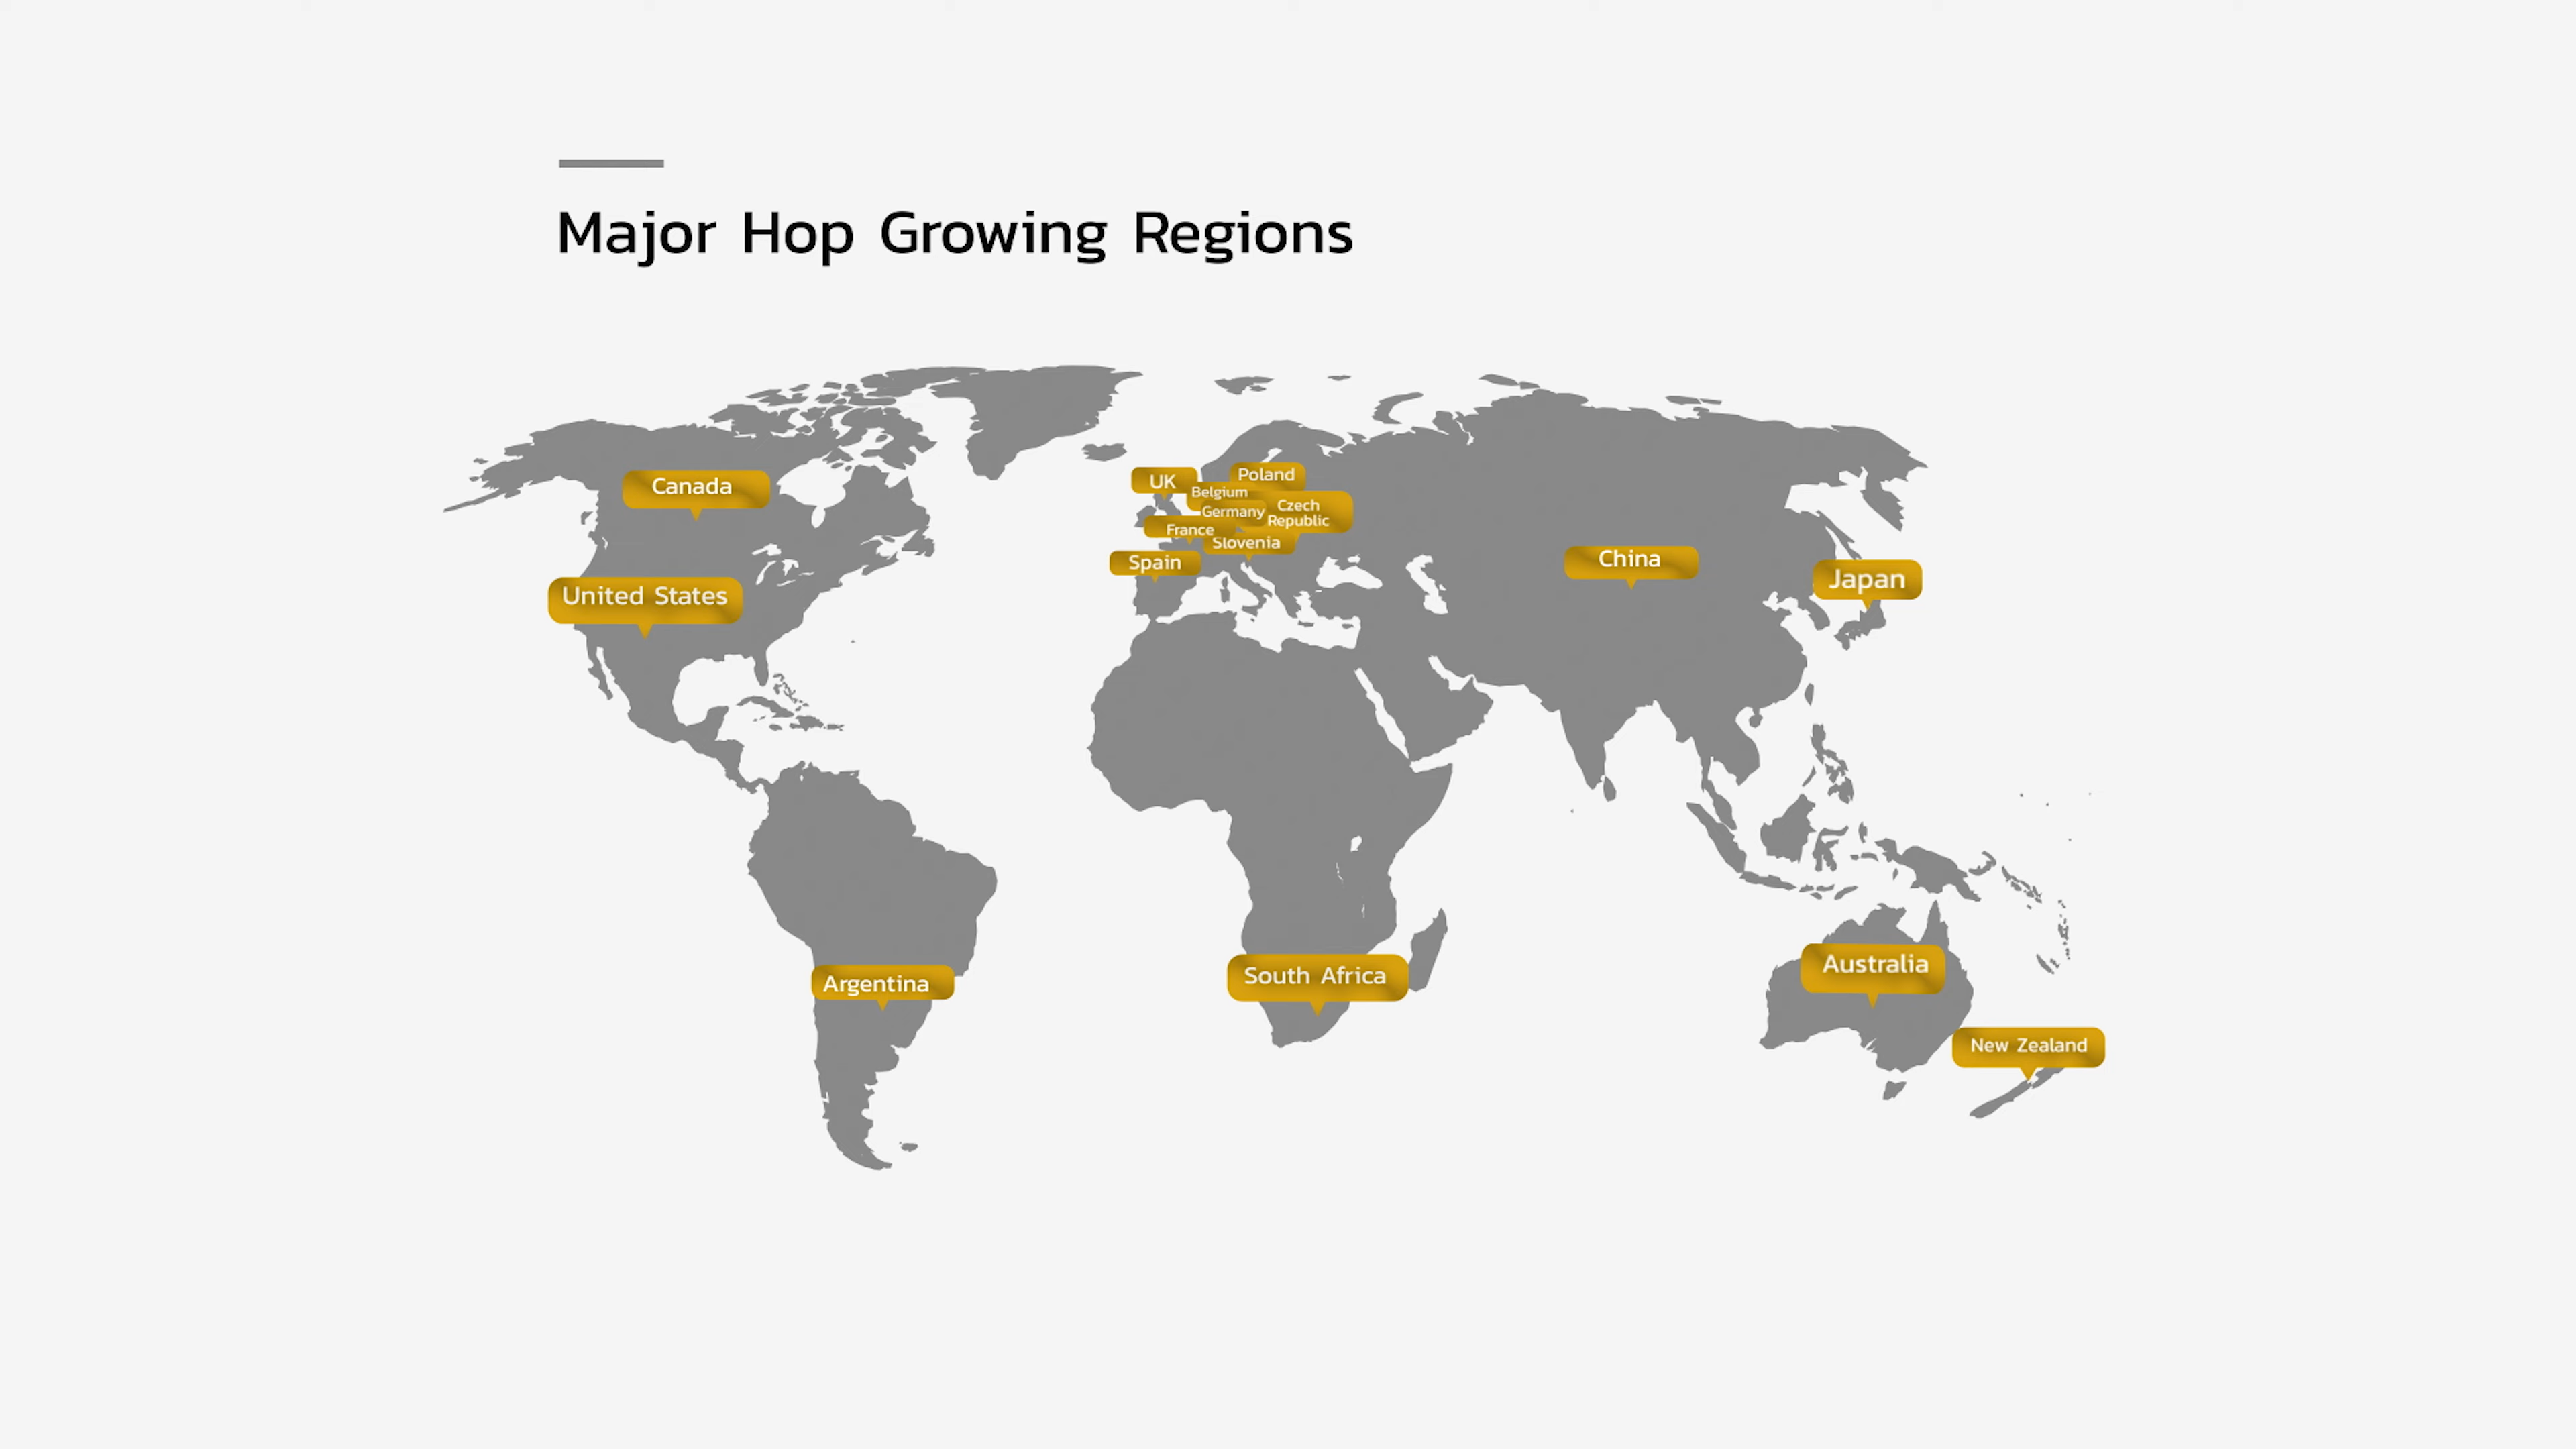 Major Hop Growing Regions
Canada
UK
Poland
Belgium
Germany
Czech
Republic
France
Slovenia
Spain
China
Japan
United States
Argentina
South Africa
Australia
New Zealand